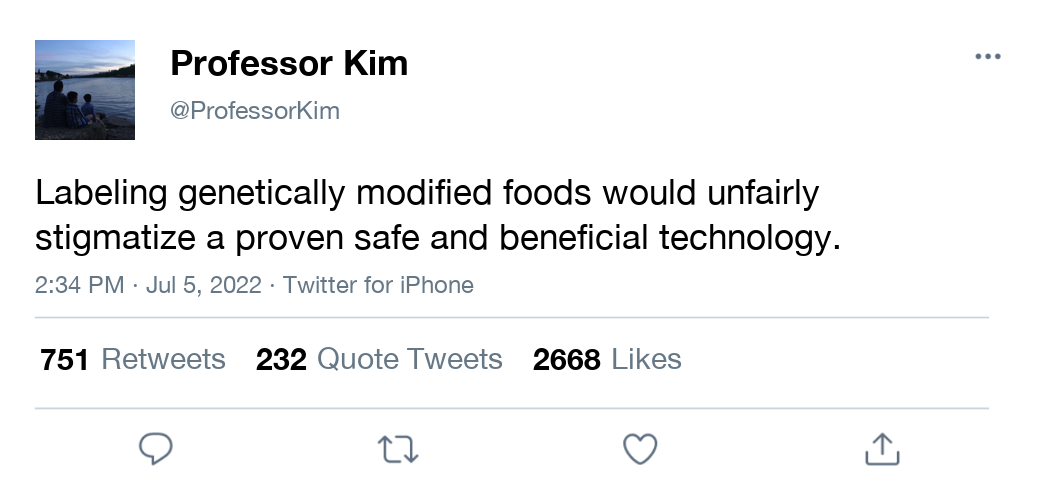 Professor Kim
@ProfessorKim
Labeling genetically modified foods would unfairly
stigmatize a proven safe and beneficial technology.
2:34 PM · Jul 5, 2022 · Twitter for iPhone
751 Retweets 232 Quote Tweets 2668 Likes